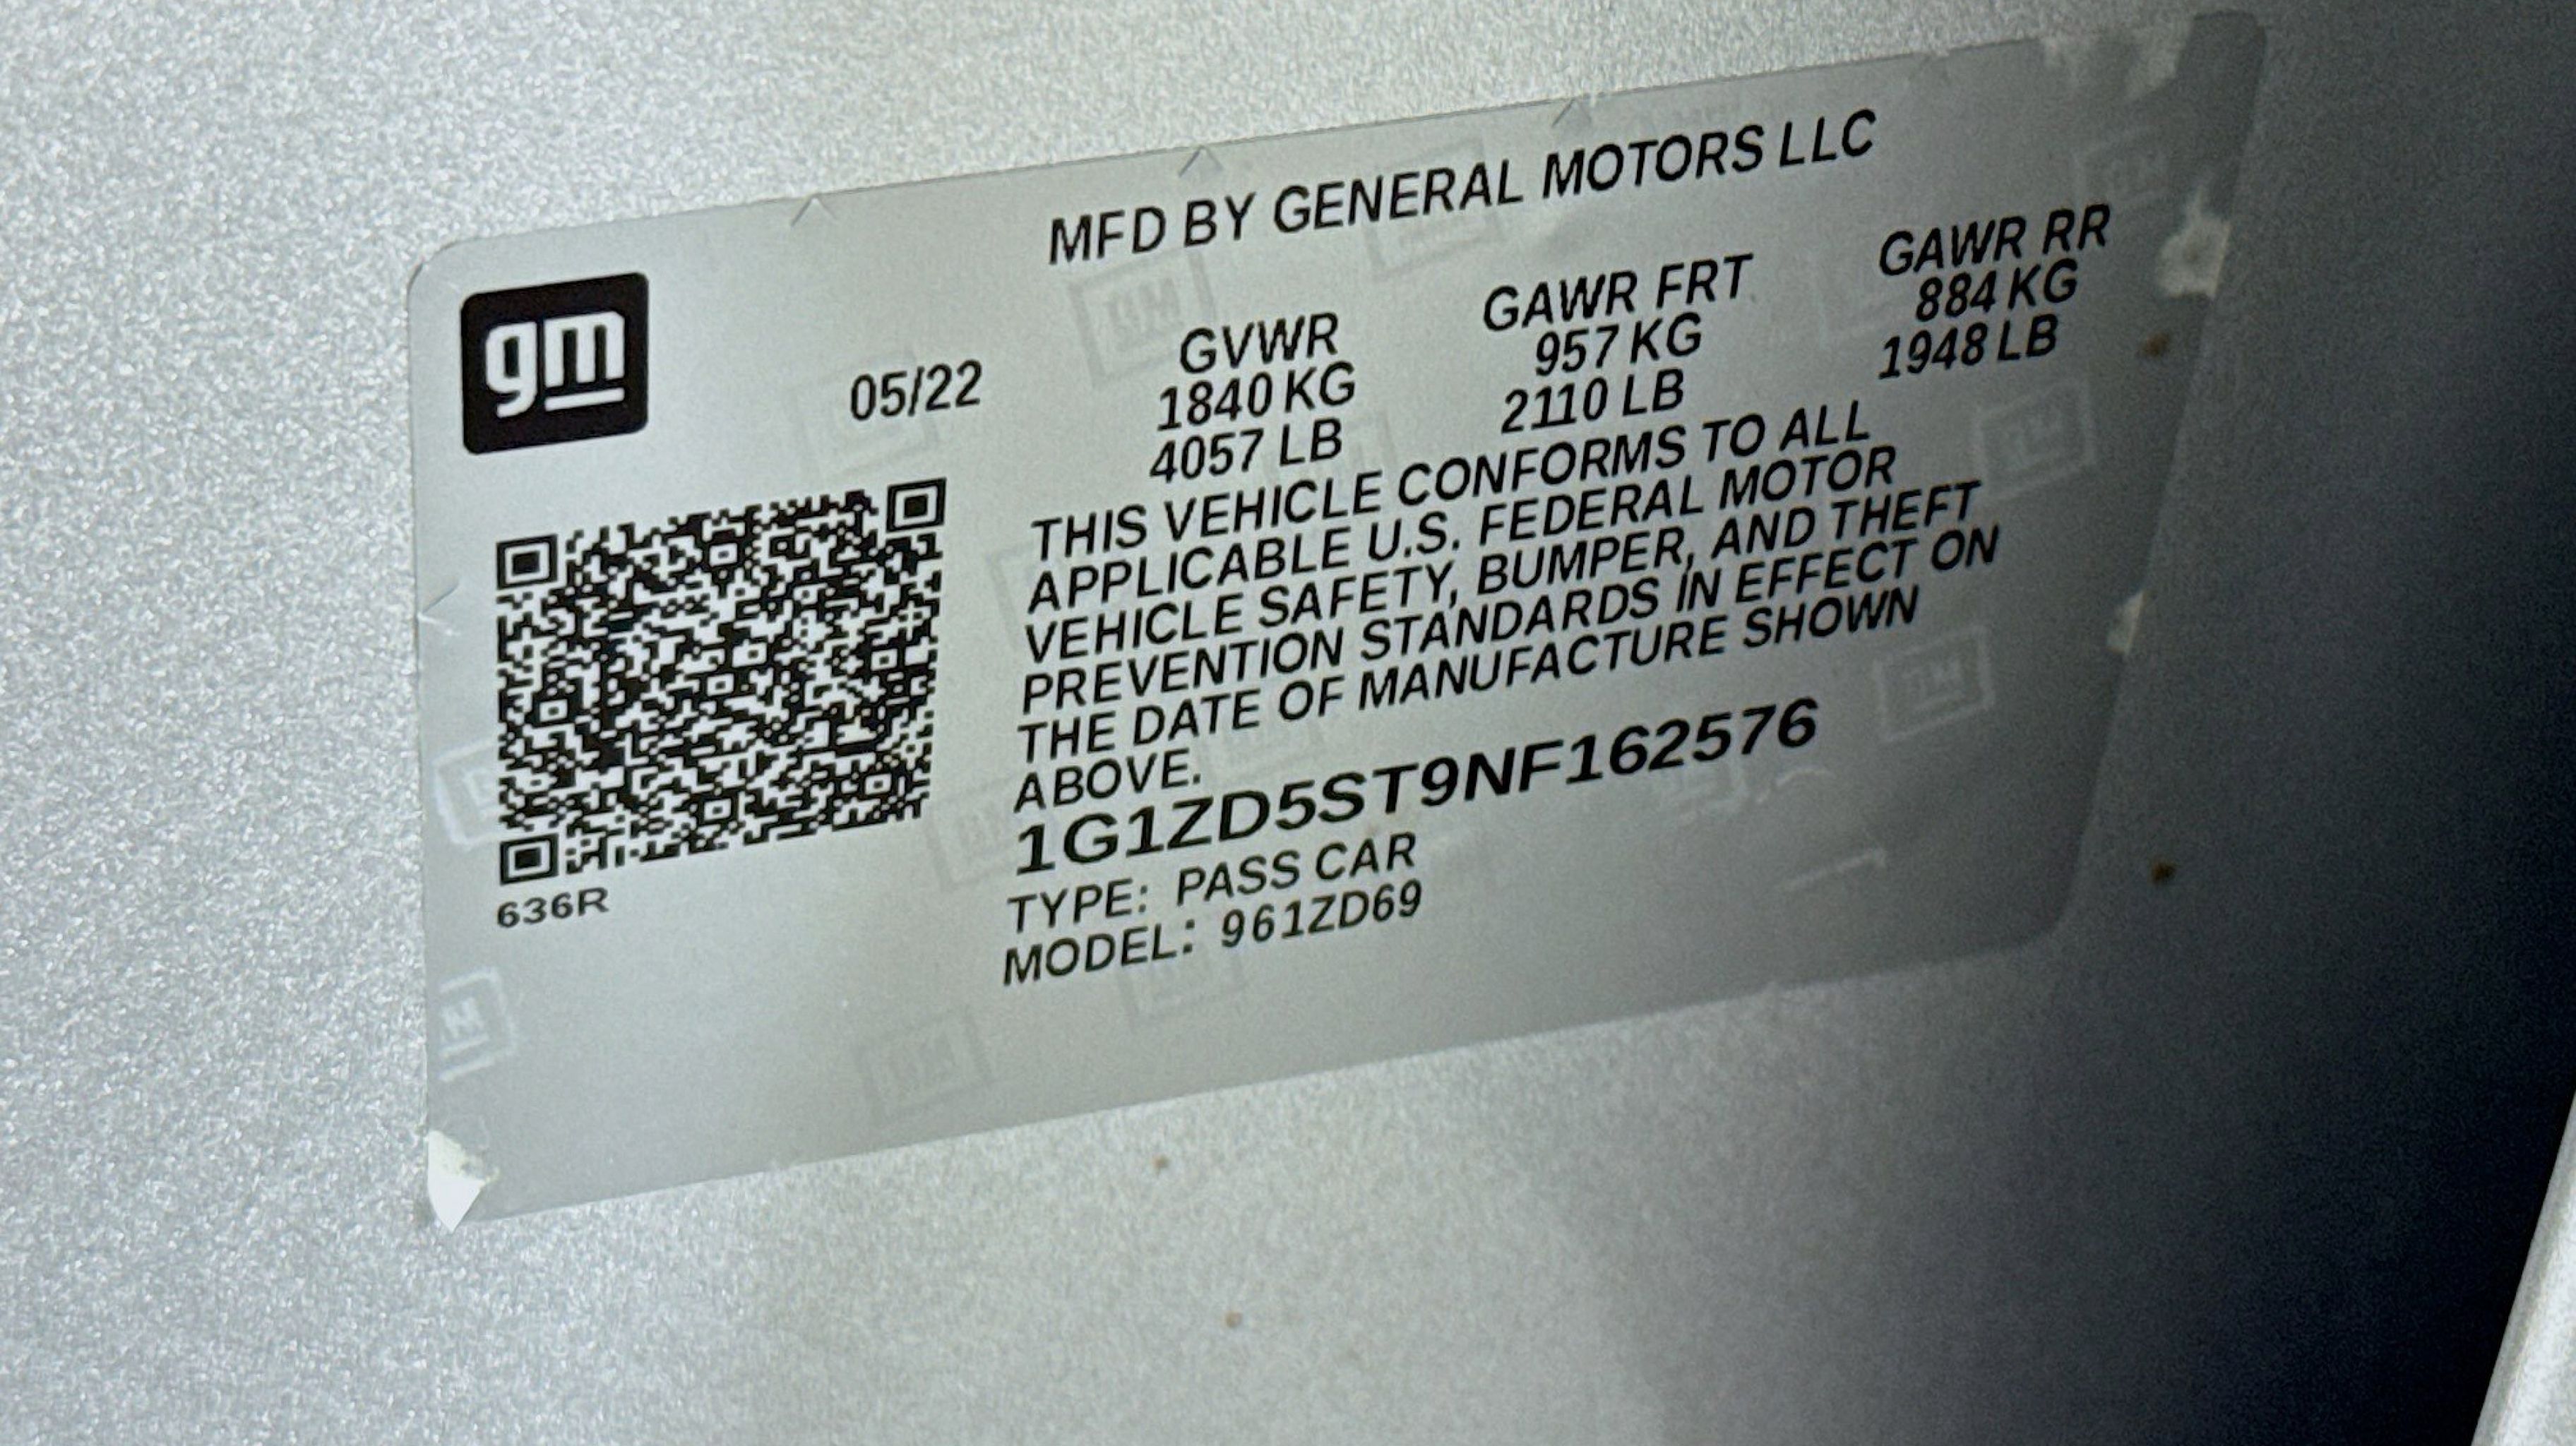 MFD BY GENERAL MOTORS LLC
gm
05/22
GVWR GAWR FRT GAWR RR
1840 KG 957 KG 884 KG
4057 LB 2110 LB 1948 LB
THIS VEHICLE CONFORMS TO ALL
APPLICABLE U.S. FEDERAL MOTOR
VEHICLE SAFETY, BUMPER, AND THEFT
PREVENTION STANDARDS IN EFFECT ON
THE DATE OF MANUFACTURE SHOWN
ABOVE.
1G1ZD5ST9NF162576
TYPE: PASS CAR
MODEL: 961ZD69
636R